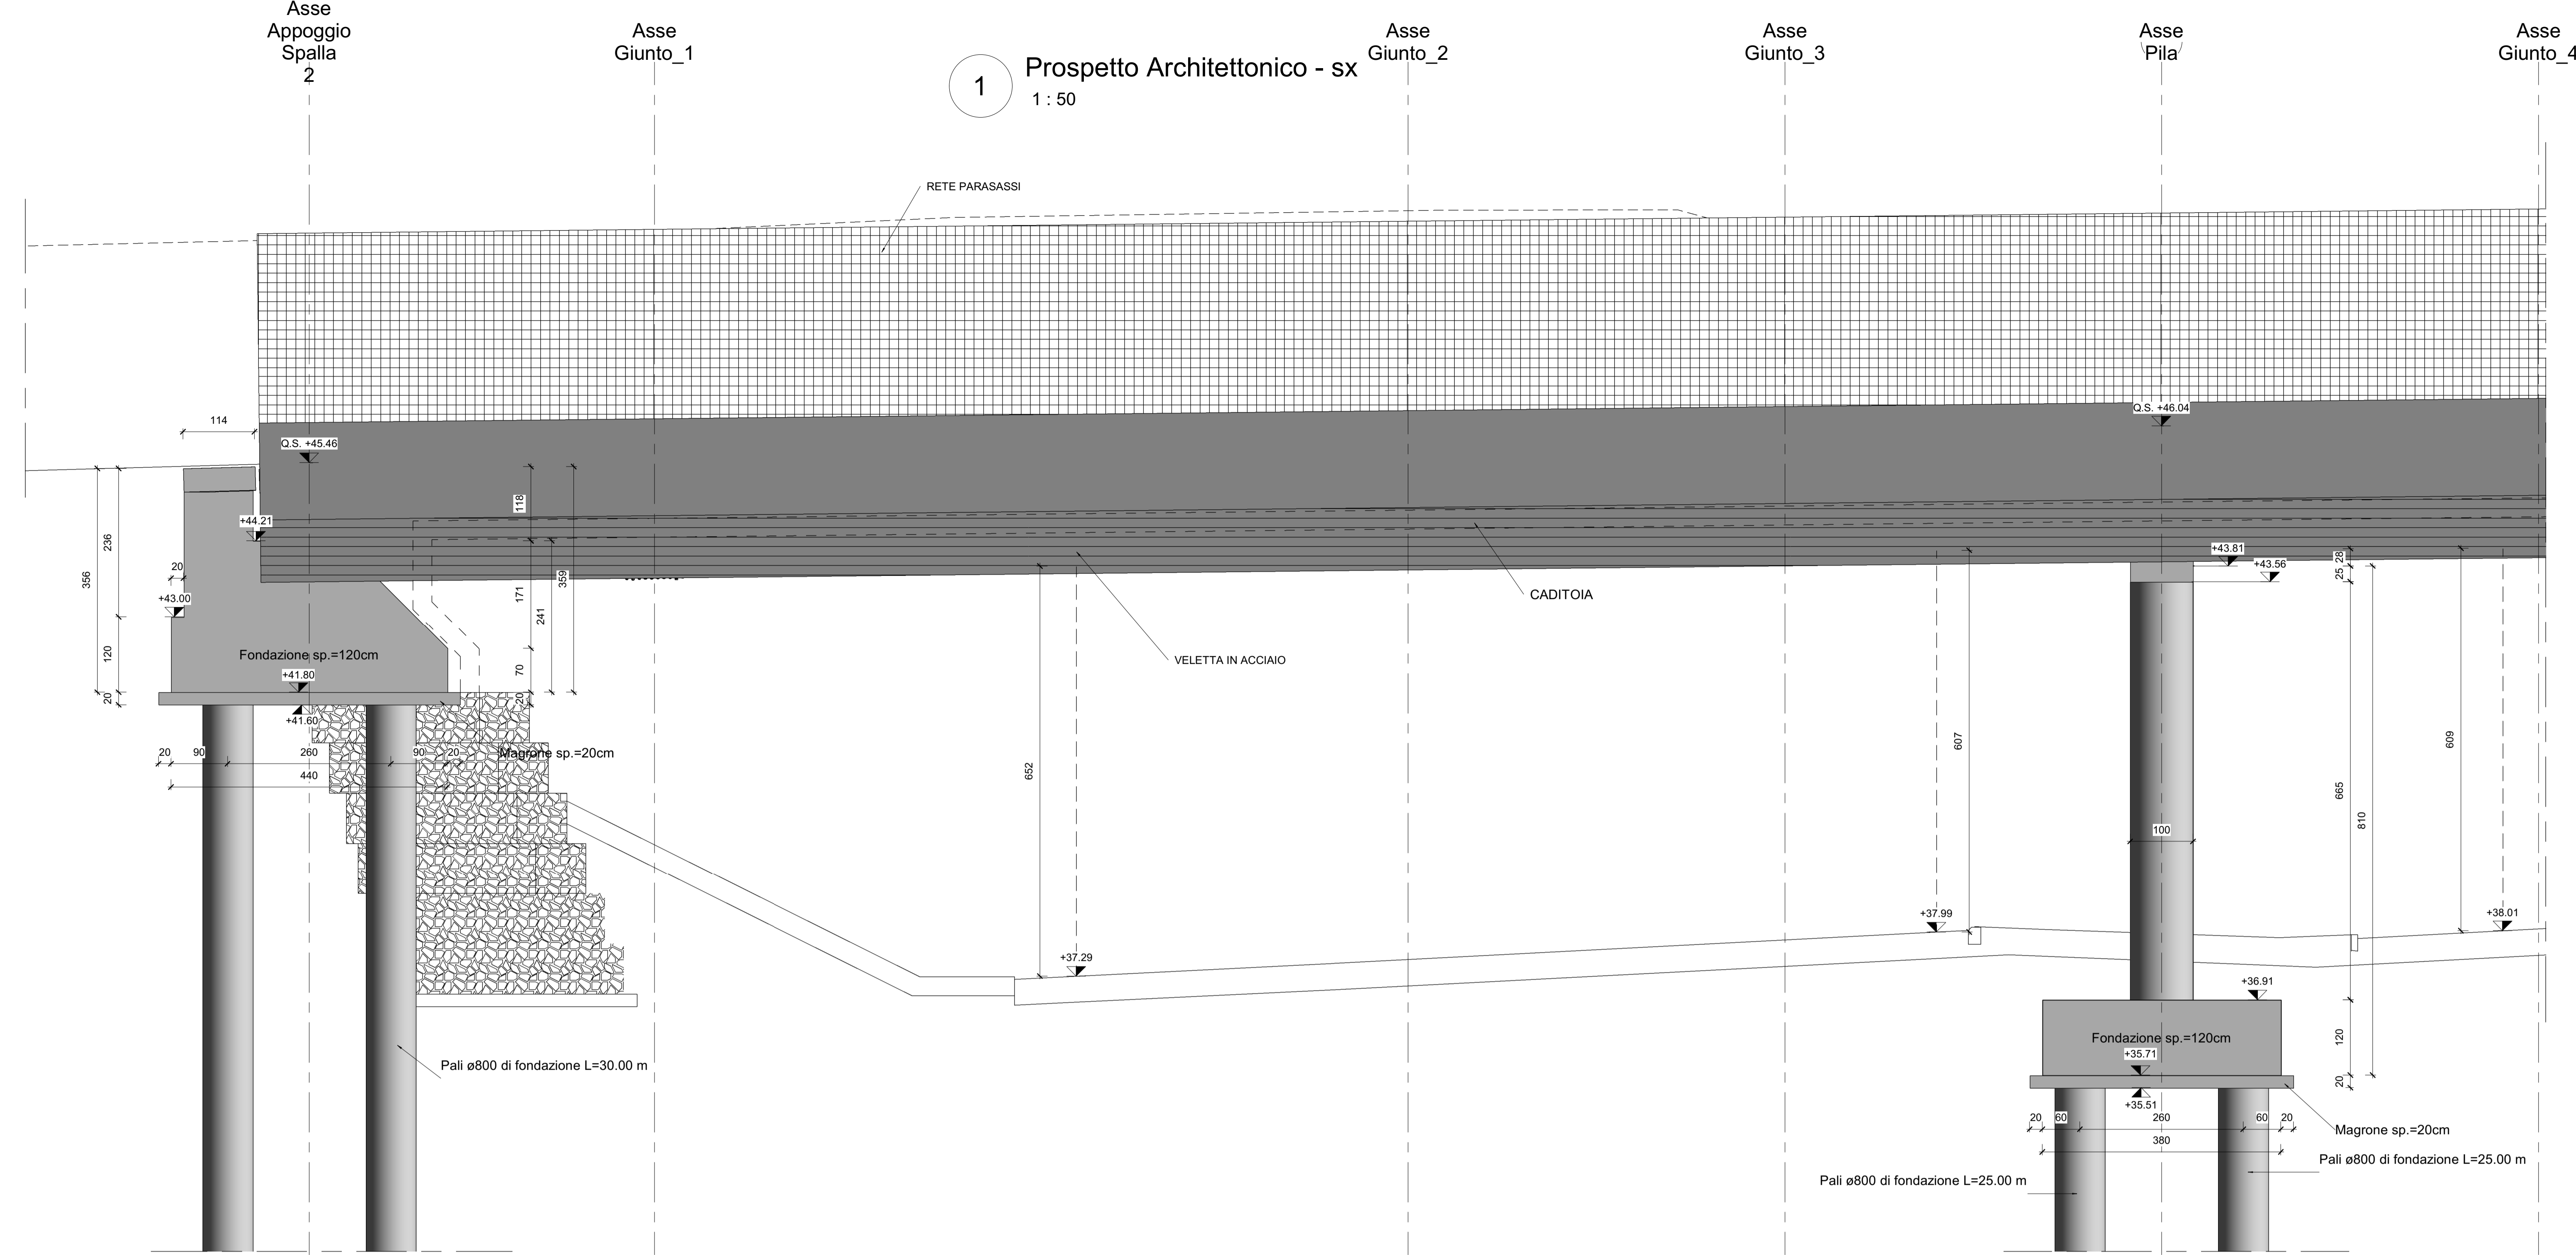 Asse
Appoggio
Spalla
2
Asse
Giunto_1
Asse
Giunto_2
Asse
Giunto_3
Asse
Pila
Asse
Giunto_4
1
Prospetto Architettonico - sx
1 : 50
RETE PARASASSI
114
Q.S. +45.46
Q.S. +46.04
+44.21
118
236
356
20
+43.00
120
20
171
241
359
70
20
Fondazione sp.=120cm
+41.80
+41.60
20 90 260 90 20
440
Magrone sp.=20cm
CADITOIA
VELETTA IN ACCIAIO
652
+37.29
607
+37.99
+43.81
+43.56
28
25
665
810
609
+38.01
100
+36.91
Fondazione sp.=120cm
+35.71
120
20
+35.51
20 60 260 60 20
380
Magrone sp.=20cm
Pali ø800 di fondazione L=30.00 m
Pali ø800 di fondazione L=25.00 m
Pali ø800 di fondazione L=25.00 m